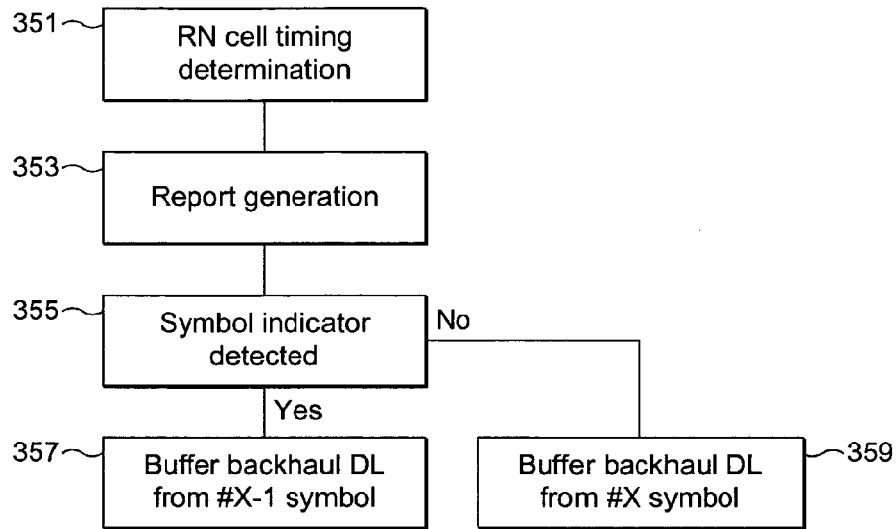 351
RN cell timing
determination
353
Report generation
355
Symbol indicator
detected
No
Yes
357
Buffer backhaul DL
from #X-1 symbol
Buffer backhaul DL
from #X symbol
359